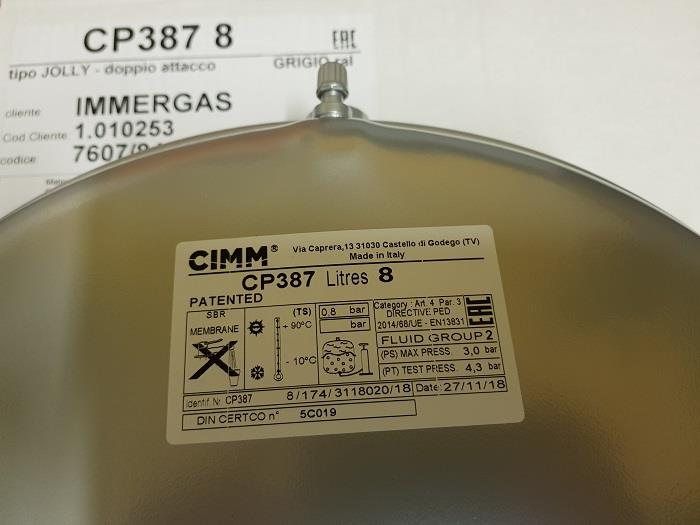 CP387 8
EAC
tipo JOLLY - doppio attacco
GRIGIO ral
cliente:
IMMERGAS
Cod.Cliente:
1.010253
codice:
CIMM®
Via Caprera,13 31030 Castello di Godego (TV)
Made in Italy
CP387 Litres 8
PATENTED
SBR
MEMBRANE
(TS)
+ 90°C
- 10°C
0,8 bar
bar
Category : Art. 4 Par. 3
DIRECTIVE PED
2014/68/UE - EN13831
EAC
FLUID GROUP 2
(PS) MAX PRESS. 3,0 bar
(PT) TEST PRESS. 4,3 bar
Identif. Nr. CP387 8/174/3118020/18 Date: 27/11/18
DIN CERTCO n° 5C019